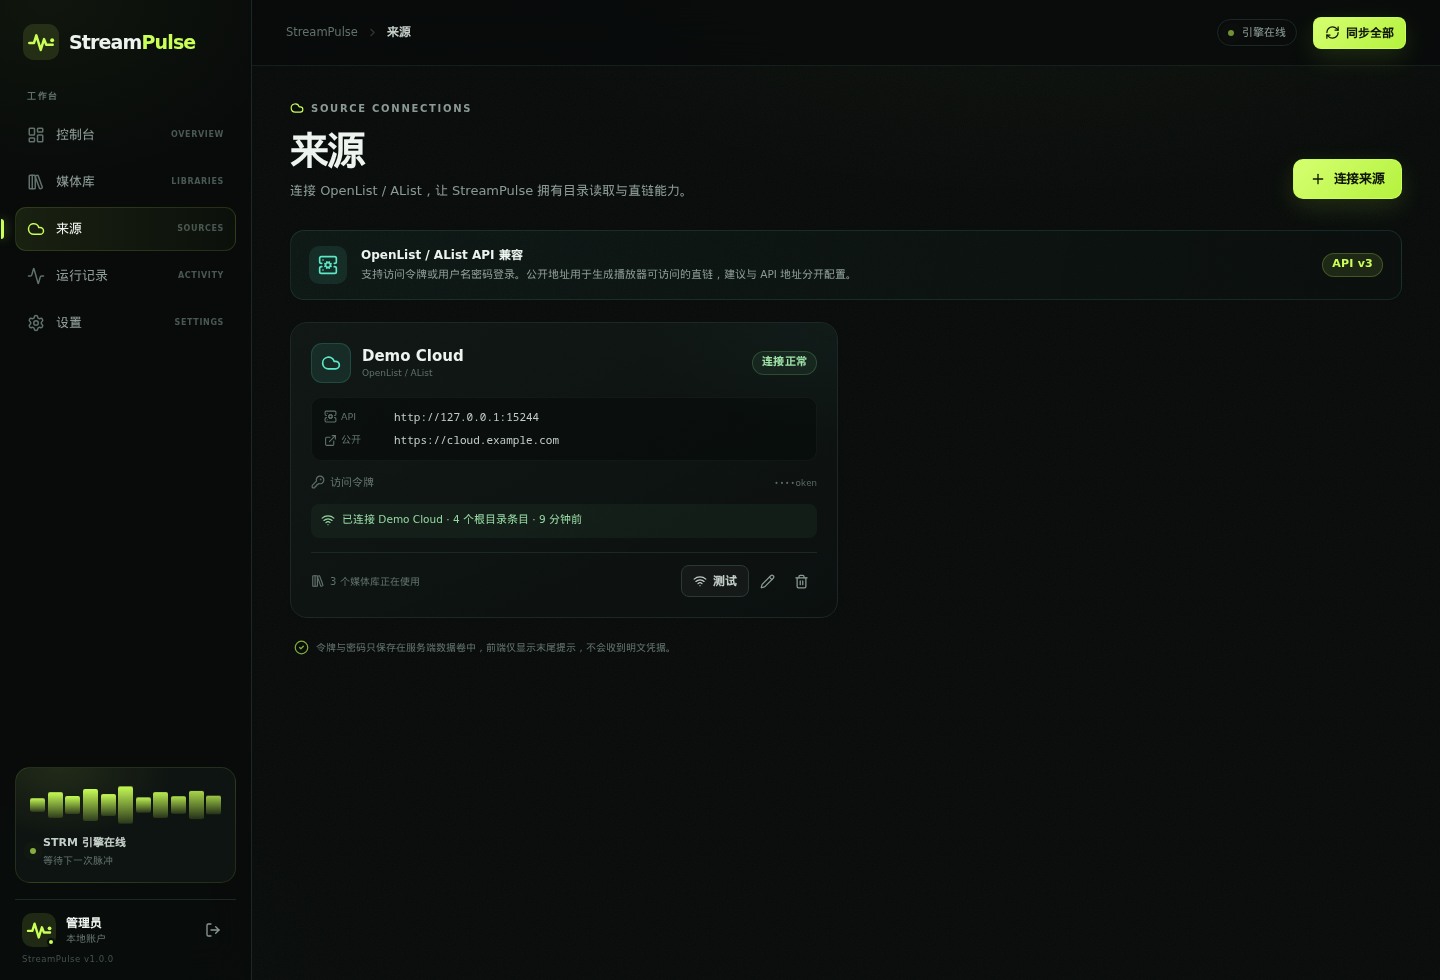 StreamPulse
工作台
控制台 OVERVIEW
媒体库 LIBRARIES
来源 SOURCES
运行记录 ACTIVITY
设置 SETTINGS
STRM 引擎在线
等待下一次脉冲
管理员
本地账户
StreamPulse v1.0.0
StreamPulse > 来源
引擎在线
同步全部
SOURCE CONNECTIONS
来源
连接 OpenList / AList，让 StreamPulse 拥有目录读取与直链能力。
连接来源
OpenList / AList API 兼容
支持访问令牌或用户名密码登录。公开地址用于生成播放器可访问的直链，建议与 API 地址分开配置。
API v3
Demo Cloud
OpenList / AList
连接正常
API http://127.0.0.1:15244
公开 https://cloud.example.com
访问令牌 ••••oken
已连接 Demo Cloud · 4 个根目录条目 · 9 分钟前
3 个媒体库正在使用
测试
令牌与密码只保存在服务端数据卷中，前端仅显示末尾提示，不会收到明文凭据。